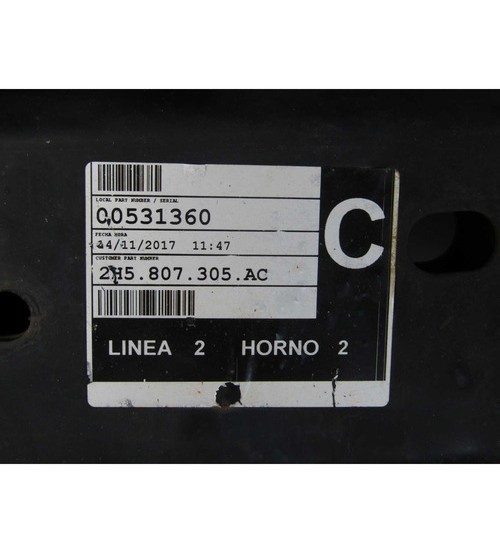 LOCAL PART NUMBER / SERIAL
00531360
FECHA HORA
14/11/2017 11:47
CUSTOMER PART NUMBER
2H5.807.305.AC
C
LINEA 2 HORNO 2